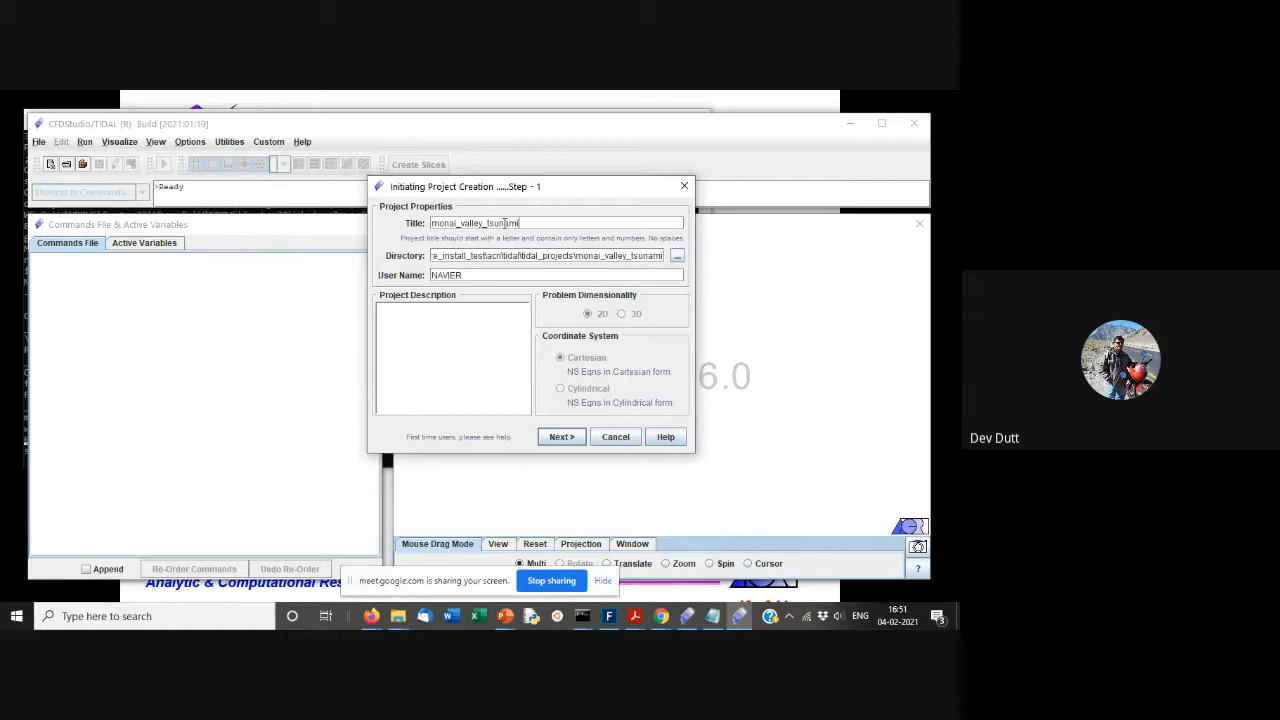 CFDStudio/TIDAL (R) Build [2021:01:19]
File Edit Run Visualize View Options Utilities Custom Help
Create Slices
Shortcut to Commands...
>Ready
Commands File & Active Variables
Commands File Active Variables
Initiating Project Creation ......Step - 1
Project Properties
Title: monai_valley_tsunami
Project title should start with a letter and contain only letters and numbers. No spaces
Directory: e_install_test\acri\tidal\tidal_projects\monai_valley_tsunami ...
User Name: NAVIER
Project Description
Problem Dimensionality
2D 3D
Coordinate System
Cartesian
NS Eqns in Cartesian form
Cylindrical
NS Eqns in Cylindrical form
First time users, please see help
Next > Cancel Help
6.0
Dev Dutt
Mouse Drag Mode View Reset Projection Window
Multi Rotate Translate Zoom Spin Cursor
?
Append Re-Order Commands Undo Re-Order
meet.google.com is sharing your screen. Stop sharing Hide
Analytic & Computational Res
Type here to search
ENG
16:51
04-02-2021
3